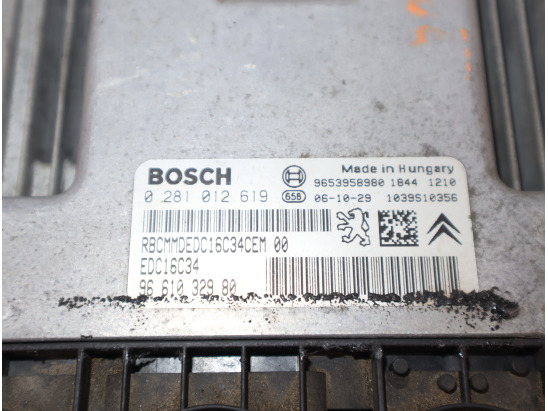 BOSCH
Made in Hungary
9653958980 1844 1210
0 281 012 619 658 06-10-29 1039S10356
RBCMMDEDC16C34CEM 00
EDC16C34
96 610 329 80